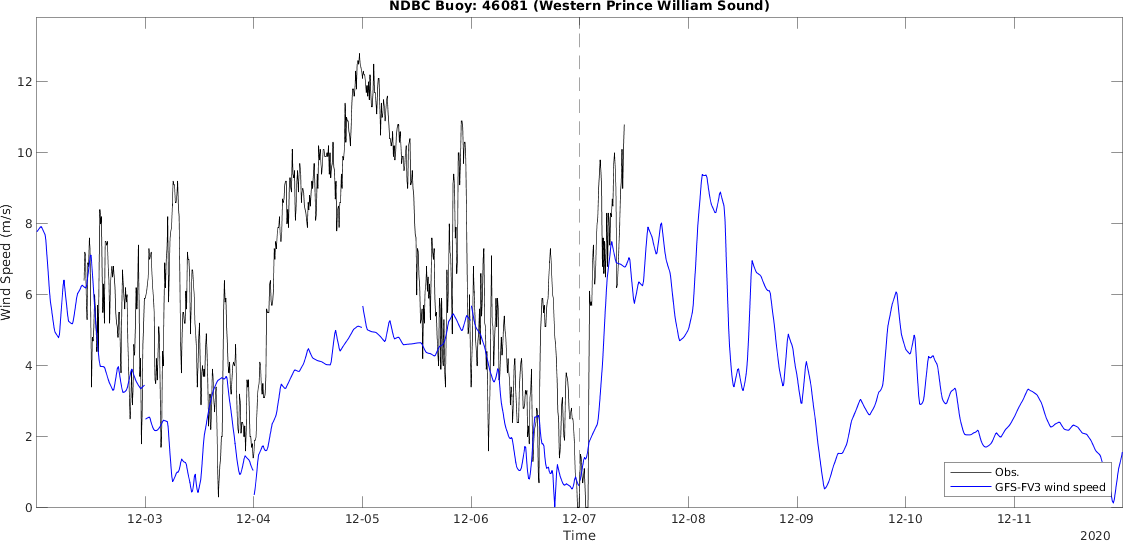 NDBC Buoy: 46081 (Western Prince William Sound)
Wind Speed (m/s)
12
10
8
6
4
2
0
12-03 12-04 12-05 12-06 12-07 12-08 12-09 12-10 12-11
Time
2020
Obs.
GFS-FV3 wind speed